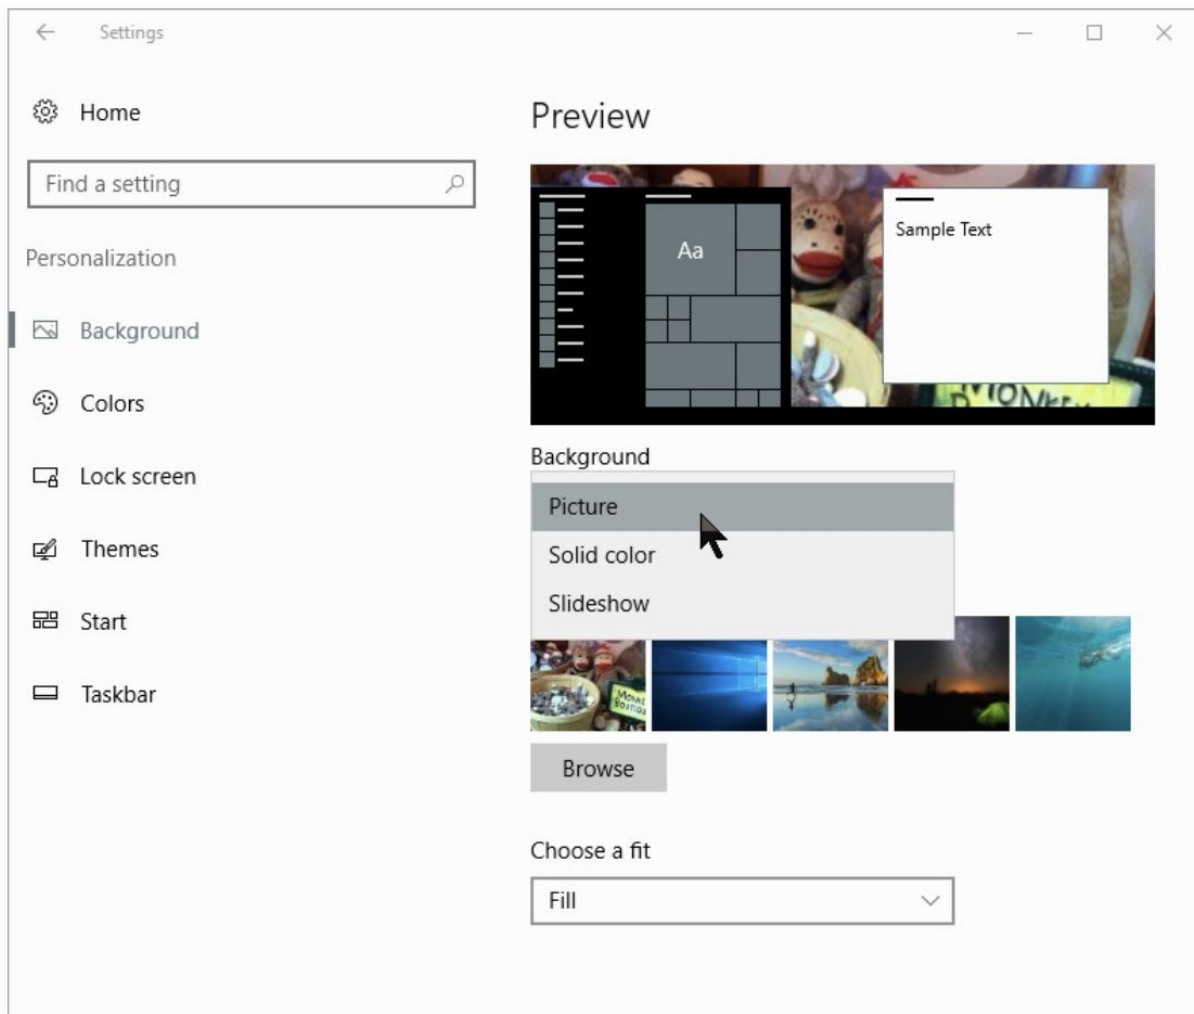 Settings
Home
Find a setting
Personalization
Background
Colors
Lock screen
Themes
Start
Taskbar
Preview
Aa
Sample Text
MONKEY
Background
Picture
Solid color
Slideshow
Browse
Choose a fit
Fill